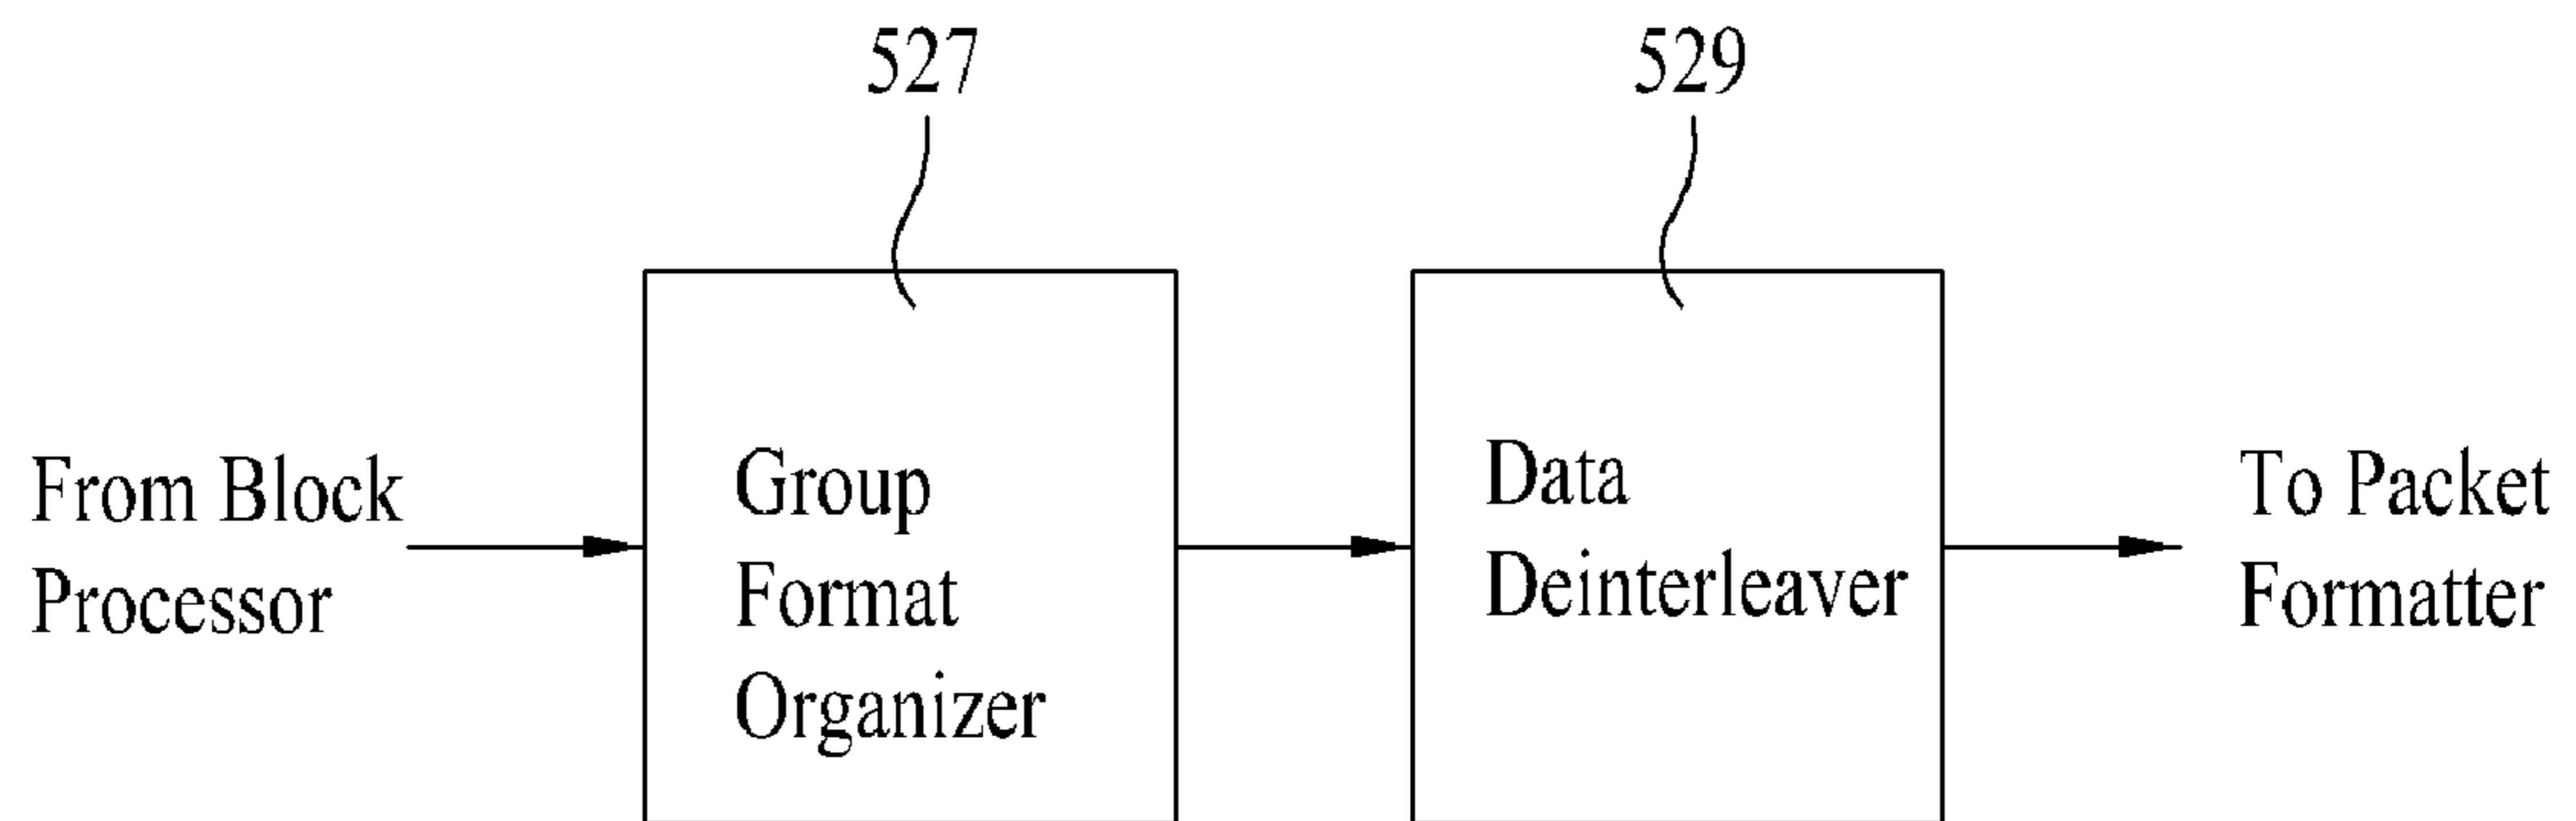 527
529
From Block
Processor
Group
Format
Organizer
Data
Deinterleaver
To Packet
Formatter